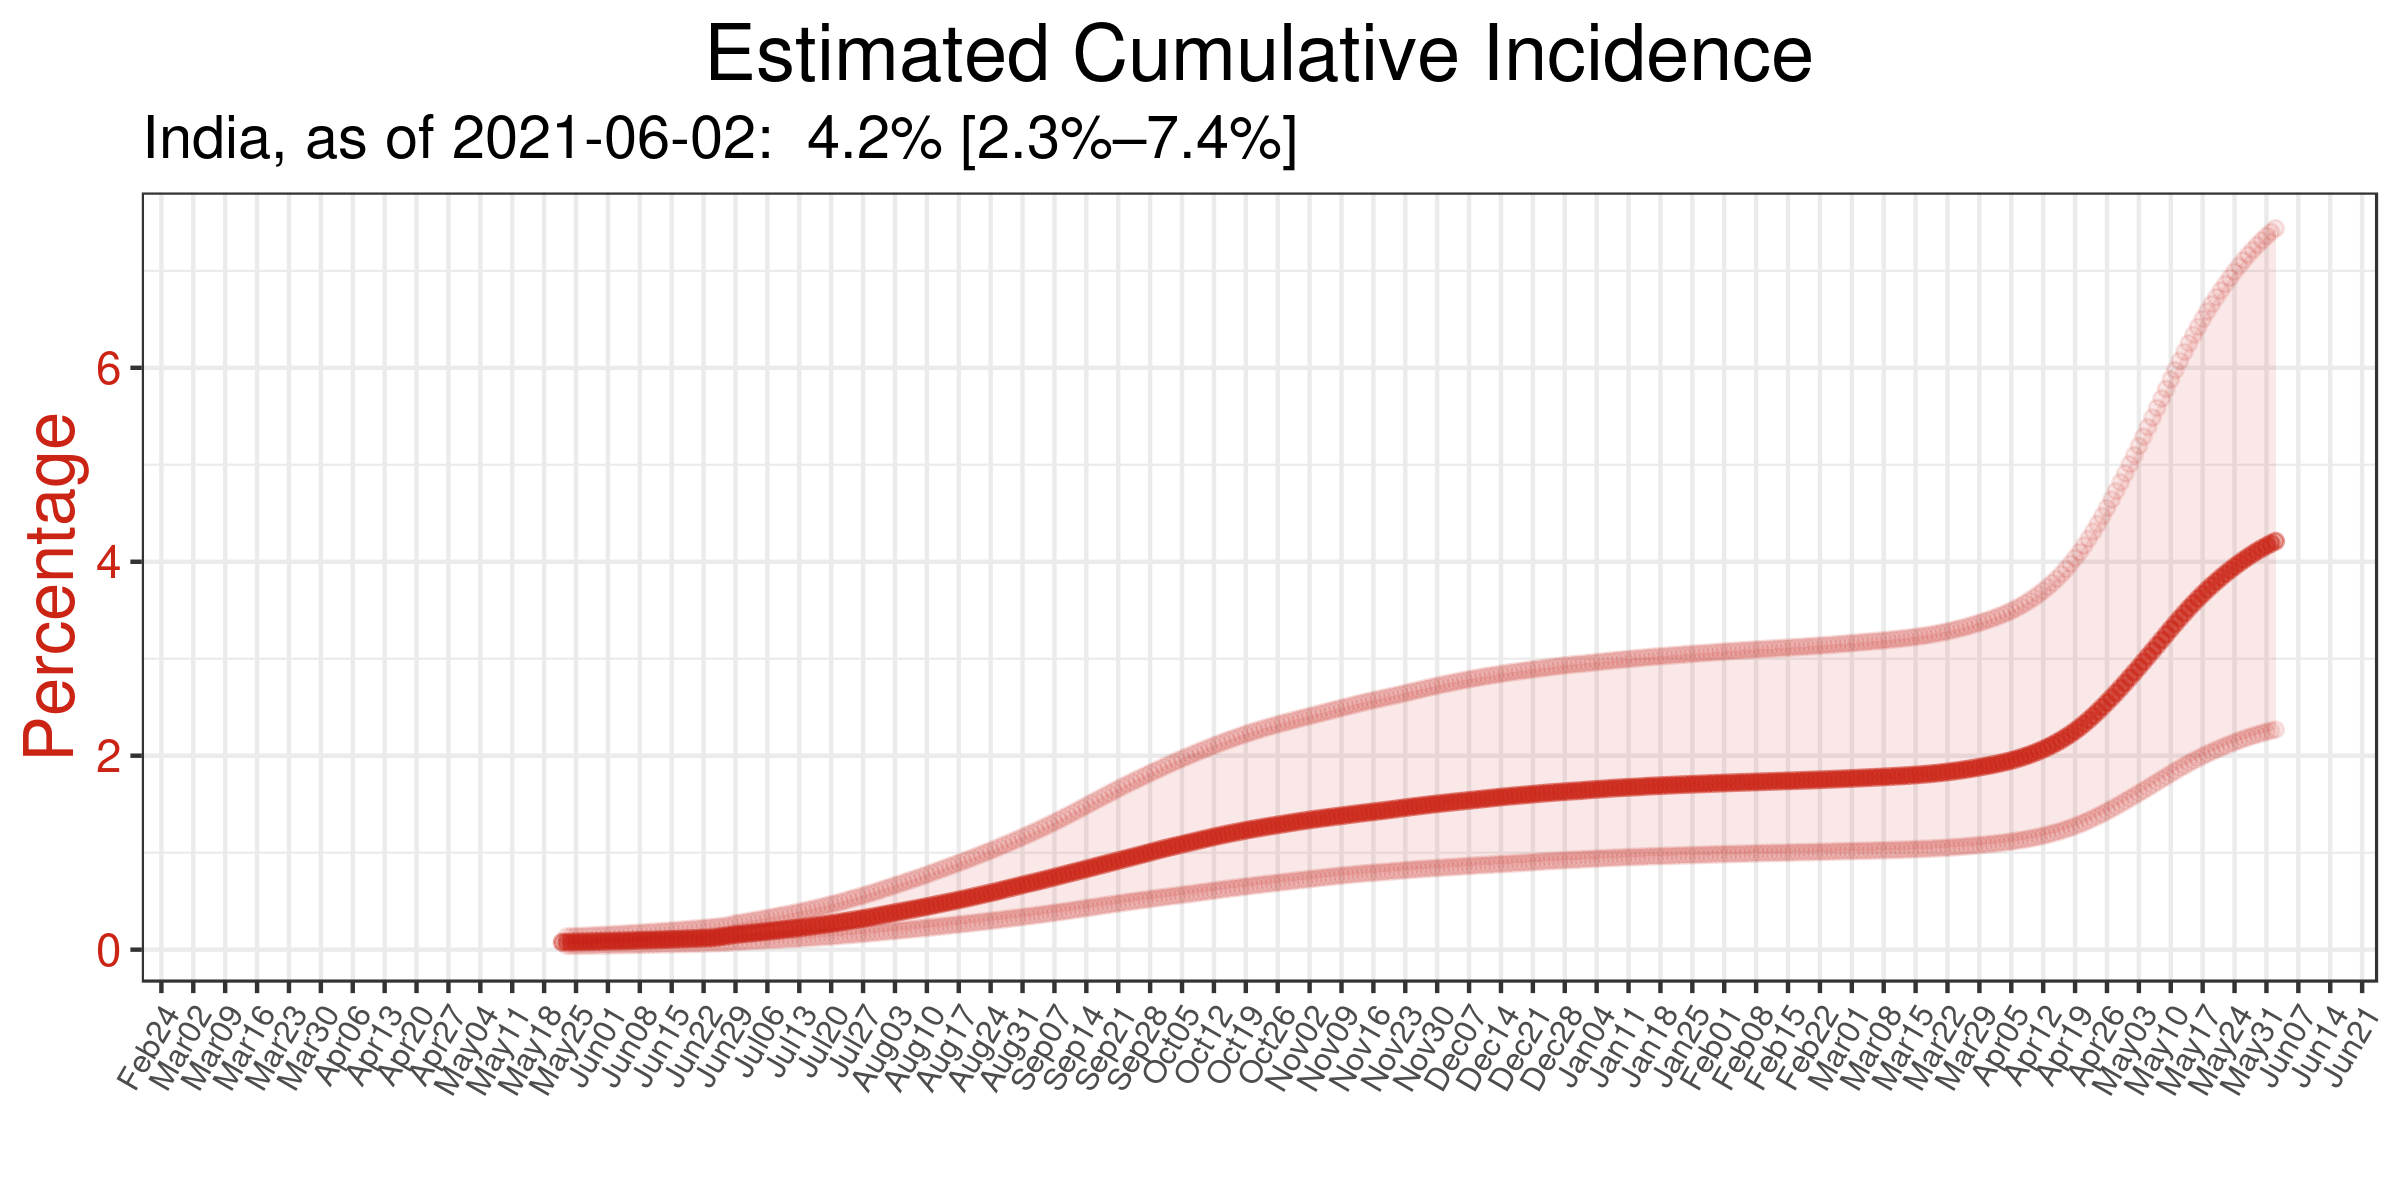 Estimated Cumulative Incidence
India, as of 2021-06-02:  4.2% [2.3%–7.4%]
Percentage
6
4
2
0
Feb24
Mar02
Mar09
Mar16
Mar23
Mar30
Apr06
Apr13
Apr20
Apr27
May04
May11
May18
May25
Jun01
Jun08
Jun15
Jun22
Jun29
Jul06
Jul13
Jul20
Jul27
Aug03
Aug10
Aug17
Aug24
Aug31
Sep07
Sep14
Sep21
Sep28
Oct05
Oct12
Oct19
Oct26
Nov02
Nov09
Nov16
Nov23
Nov30
Dec07
Dec14
Dec21
Dec28
Jan04
Jan11
Jan18
Jan25
Feb01
Feb08
Feb15
Feb22
Mar01
Mar08
Mar15
Mar22
Mar29
Apr05
Apr12
Apr19
Apr26
May03
May10
May17
May24
May31
Jun07
Jun14
Jun21